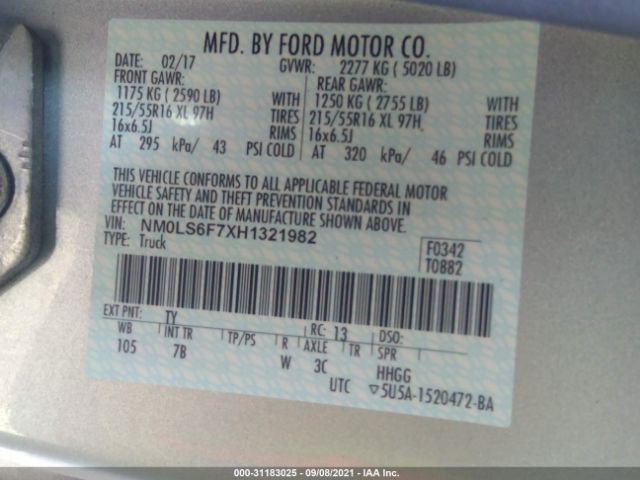 MFD. BY FORD MOTOR CO.
DATE: 02/17 GVWR: 2277 KG ( 5020 LB)
FRONT GAWR: REAR GAWR:
1175 KG ( 2590 LB) WITH 1250 KG ( 2755 LB) WITH
215/55R16 XL 97H TIRES 215/55R16 XL 97H TIRES
16x6.5J RIMS 16x6.5J RIMS
AT 295 kPa/ 43 PSI COLD AT 320 kPa/ 46 PSI COLD
THIS VEHICLE CONFORMS TO ALL APPLICABLE FEDERAL MOTOR
VEHICLE SAFETY AND THEFT PREVENTION STANDARDS IN
EFFECT ON THE DATE OF MANUFACTURE SHOWN ABOVE.
VIN: NM0LS6F7XH1321982
TYPE: Truck
F0342
T0882
EXT PNT: TY RC: 13 DSO:
WB INT TR TP/PS R AXLE TR SPR
105 7B W 3C HHGG
UTC ▽5U5A-1520472-BA
000-31183025 - 09/08/2021 - IAA Inc.